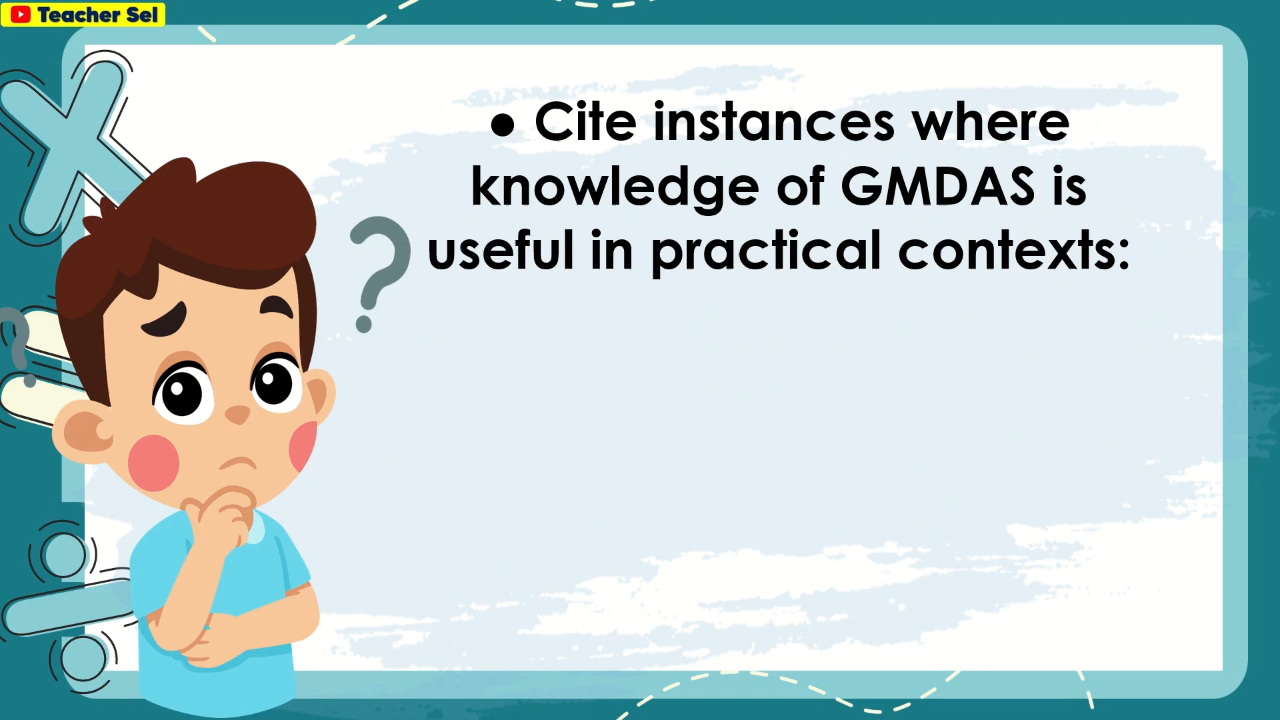 Teacher Sel
● Cite instances where
knowledge of GMDAS is
useful in practical contexts: